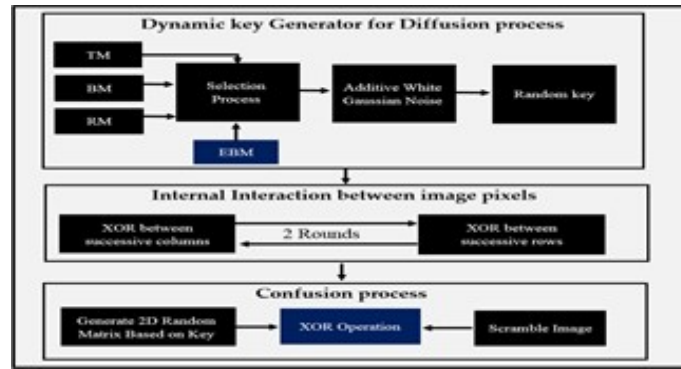 Dynamic key Generator for Diffusion process
TM
BM
RM
Selection
Process
EBM
Additive White
Gaussian Noise
Random key
Internal Interaction between image pixels
XOR between
successive columns
2 Rounds
XOR between
successive rows
Confusion process
Generate 2D Random
Matrix Based on Key
XOR Operation
Scramble Image